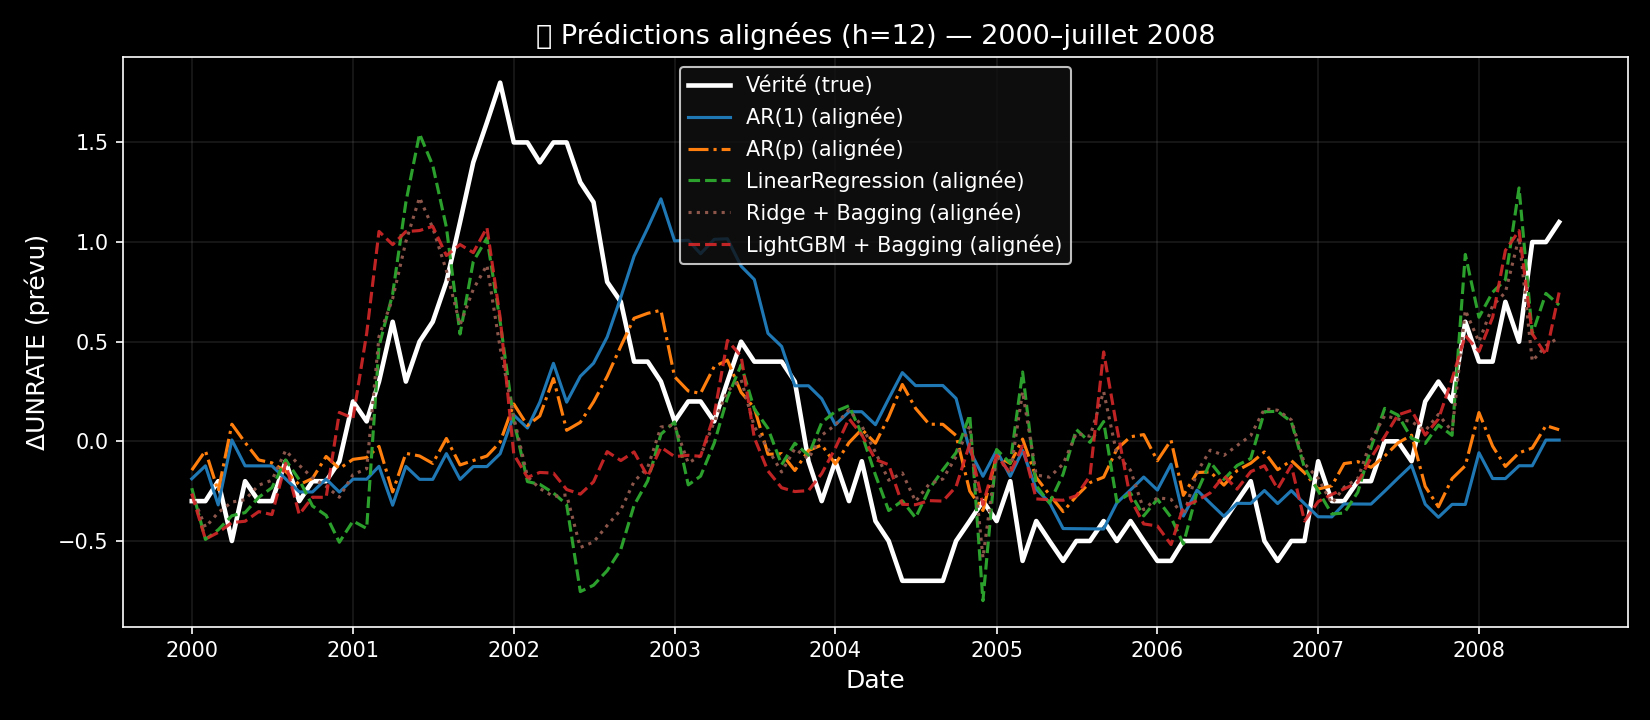 ▯ Prédictions alignées (h=12) — 2000–juillet 2008
Vérité (true)
AR(1) (alignée)
AR(p) (alignée)
LinearRegression (alignée)
Ridge + Bagging (alignée)
LightGBM + Bagging (alignée)
ΔUNRATE (prévu)
1.5
1.0
0.5
0.0
−0.5
2000 2001 2002 2003 2004 2005 2006 2007 2008
Date